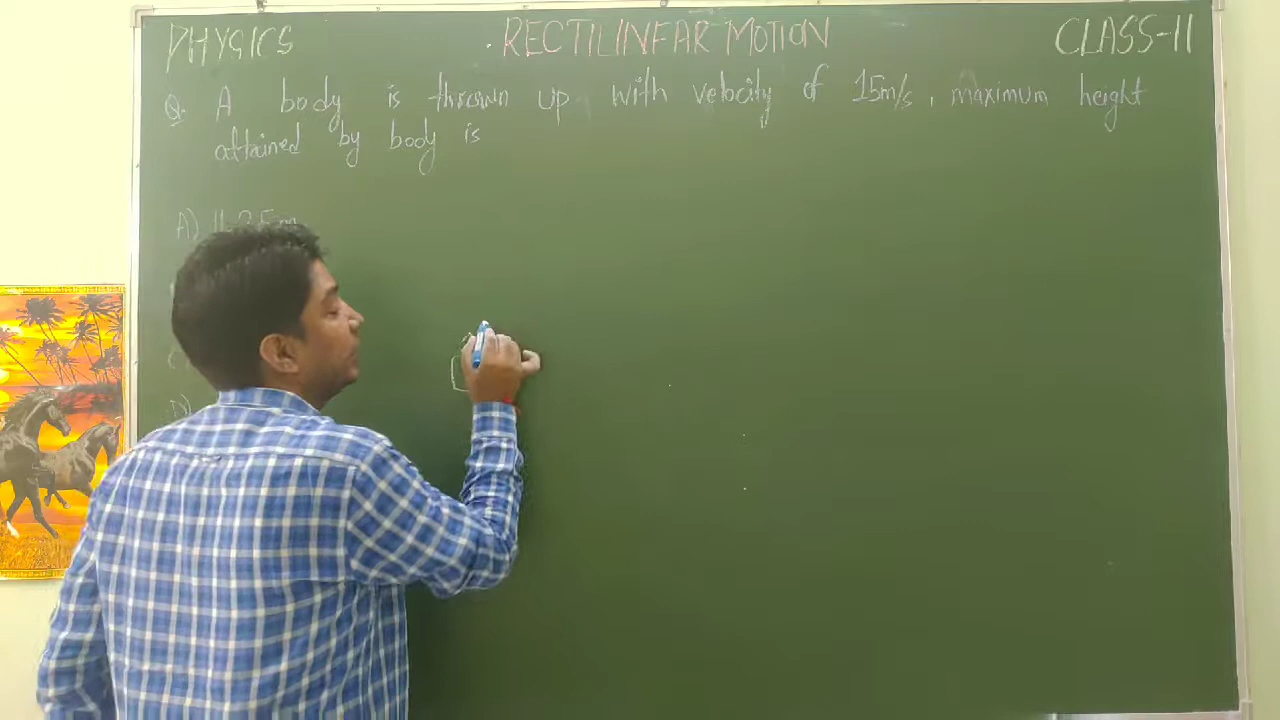 PHYSICS
RECTILINEAR MOTION
CLASS-11
Q. A body is thrown up with velocity of 15m/s, maximum height
attained by body is
A) 11.25m
C)
D)